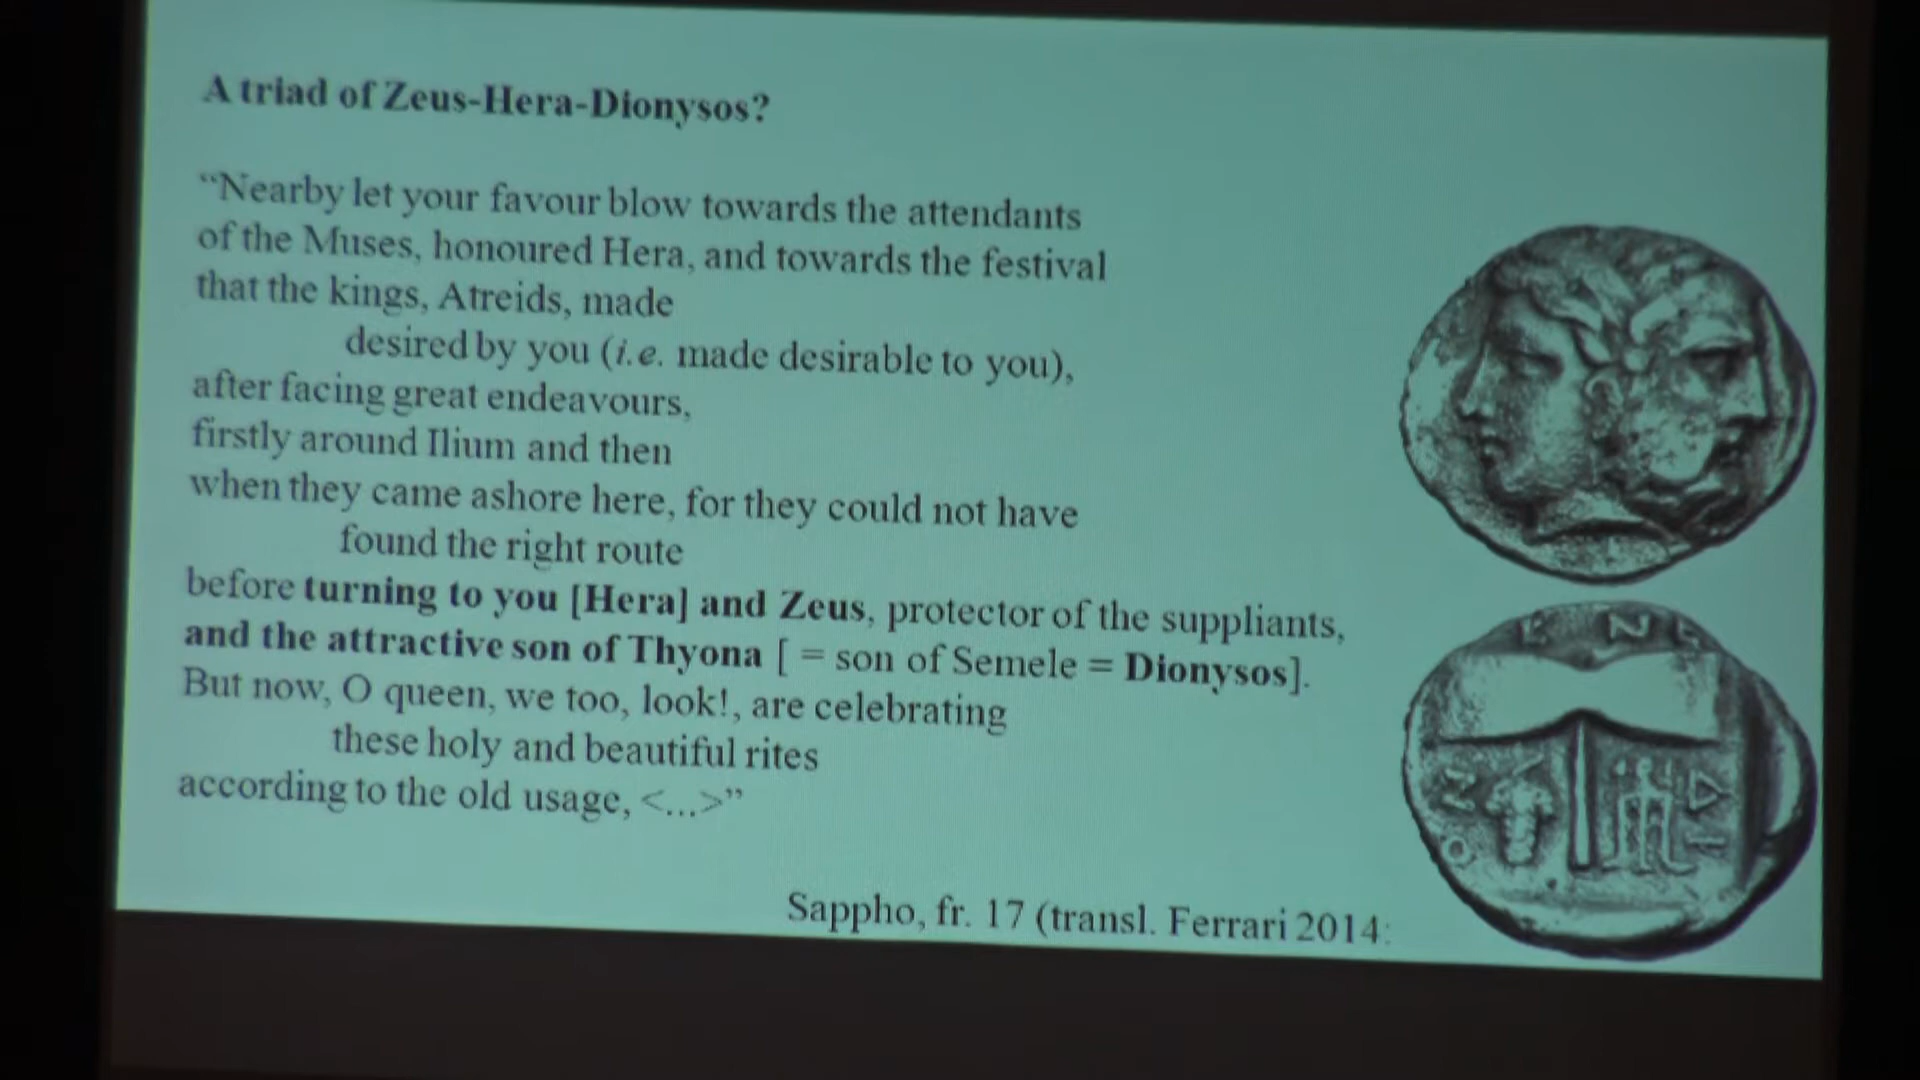 A triad of Zeus-Hera-Dionysos?
“Nearby let your favour blow towards the attendants
of the Muses, honoured Hera, and towards the festival
that the kings, Atreids, made
desired by you (i.e. made desirable to you),
after facing great endeavours,
firstly around Ilium and then
when they came ashore here, for they could not have
found the right route
before turning to you [Hera] and Zeus, protector of the suppliants,
and the attractive son of Thyona [ = son of Semele = Dionysos].
But now, O queen, we too, look!, are celebrating
these holy and beautiful rites
according to the old usage, <...>”
Sappho, fr. 17 (transl. Ferrari 2014: